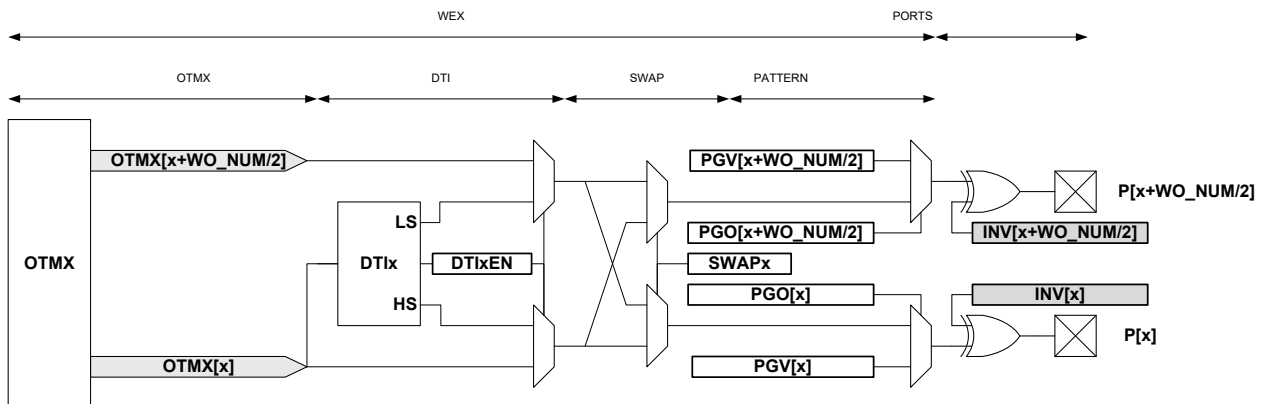 WEX PORTS
OTMX DTI SWAP PATTERN
OTMX[x+WO_NUM/2] PGV[x+WO_NUM/2]
P[x+WO_NUM/2]
LS
PGO[x+WO_NUM/2] INV[x+WO_NUM/2]
OTMX DTIx DTIxEN SWAPx
PGO[x] INV[x]
HS
P[x]
OTMX[x] PGV[x]